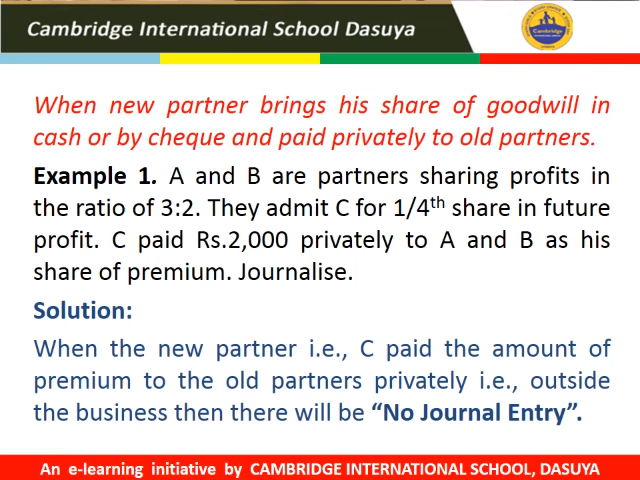 Cambridge International School Dasuya
Cambridge
When new partner brings his share of goodwill in
cash or by cheque and paid privately to old partners.
Example 1. A and B are partners sharing profits in
the ratio of 3:2. They admit C for 1/4th share in future
profit. C paid Rs.2,000 privately to A and B as his
share of premium. Journalise.
Solution:
When the new partner i.e., C paid the amount of
premium to the old partners privately i.e., outside
the business then there will be “No Journal Entry”.
An e-learning initiative by CAMBRIDGE INTERNATIONAL SCHOOL, DASUYA